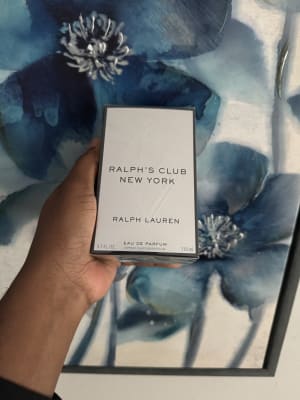 RALPH'S CLUB
NEW YORK
RALPH LAUREN
EAU DE PARFUM